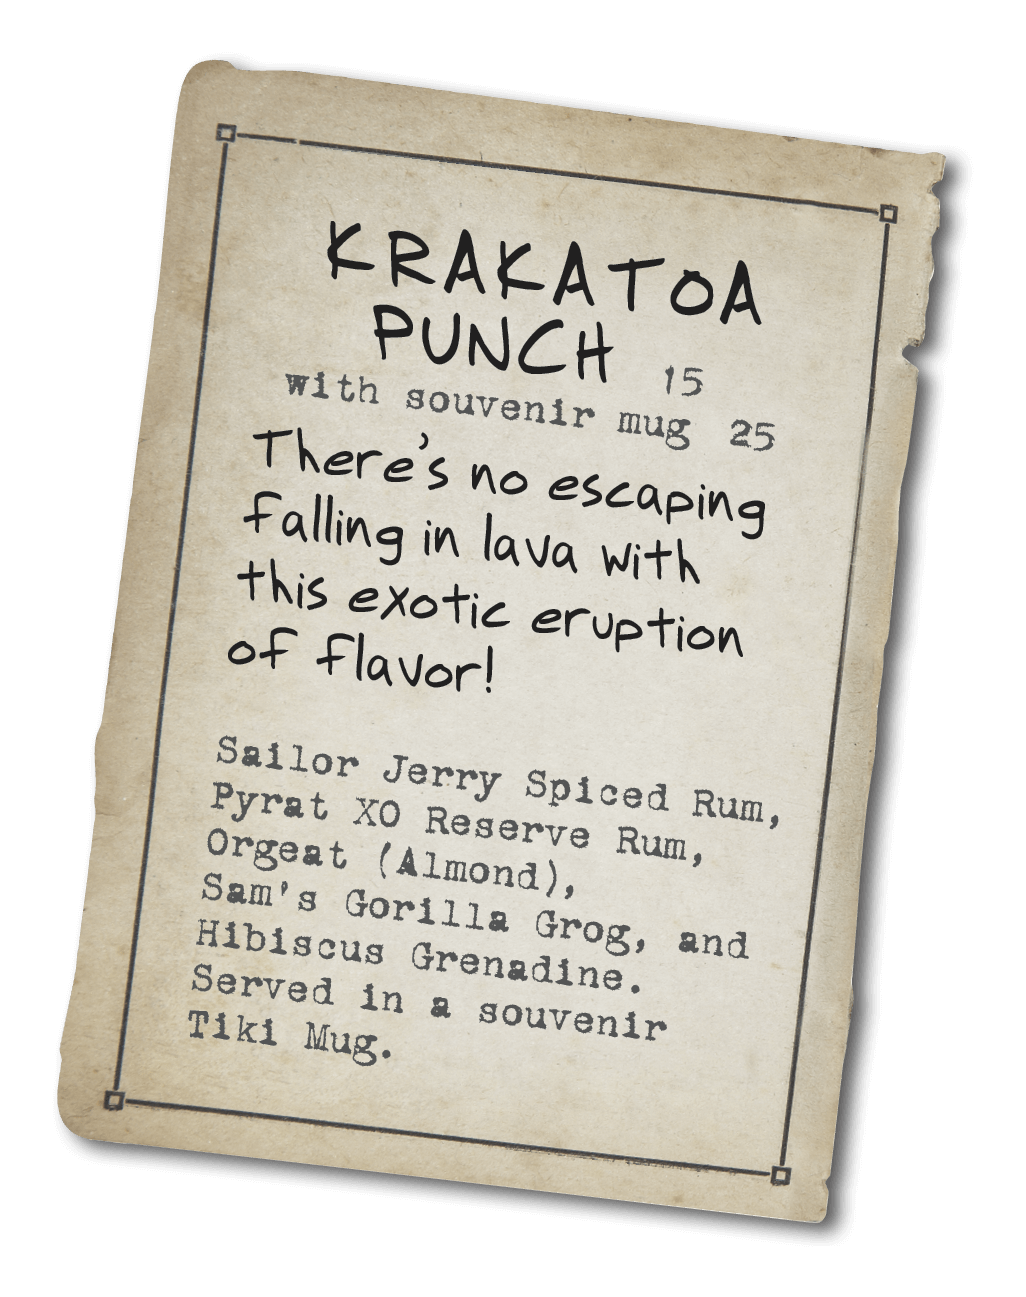 KRAKATOA
PUNCH 15
with souvenir mug 25
There's no escaping
falling in lava with
this exotic eruption
of flavor!
Sailor Jerry Spiced Rum,
Pyrat XO Reserve Rum,
Orgeat (Almond),
Sam's Gorilla Grog, and
Hibiscus Grenadine.
Served in a souvenir
Tiki Mug.